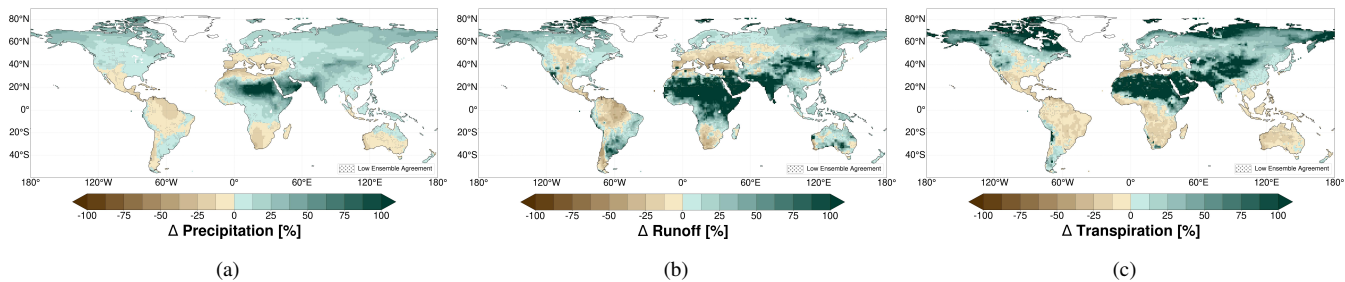 80°N
60°N
40°N
20°N
0°
20°S
40°S
Low Ensemble Agreement
180° 120°W 60°W 0° 60°E 120°E 180°
-100 -75 -50 -25 0 25 50 75 100
Δ Precipitation [%]
(a)
80°N
60°N
40°N
20°N
0°
20°S
40°S
Low Ensemble Agreement
180° 120°W 60°W 0° 60°E 120°E 180°
-100 -75 -50 -25 0 25 50 75 100
Δ Runoff [%]
(b)
80°N
60°N
40°N
20°N
0°
20°S
40°S
Low Ensemble Agreement
180° 120°W 60°W 0° 60°E 120°E 180°
-100 -75 -50 -25 0 25 50 75 100
Δ Transpiration [%]
(c)